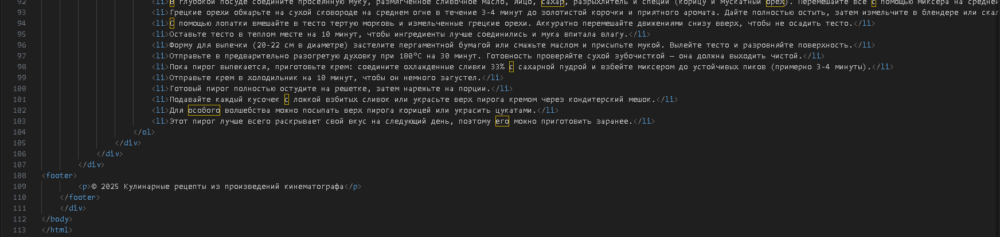 92 <li>В глубокой посуде соедините просеянную муку, размягченное сливочное масло, яйцо, сахар, разрыхлитель и специи (корицу и мускатный орех). Перемешайте все с помощью миксера на средней
93 <li>Грецкие орехи обжарьте на сухой сковороде на среднем огне в течение 3-4 минут до золотистой корочки и приятного аромата. Дайте полностью остыть, затем измельчите в блендере или скал
94 <li>С помощью лопатки вмешайте в тесто тертую морковь и измельченные грецкие орехи. Аккуратно перемешайте движениями снизу вверх, чтобы не осадить тесто.</li>
95 <li>Оставьте тесто в теплом месте на 10 минут, чтобы ингредиенты лучше соединились и мука впитала влагу.</li>
96 <li>Форму для выпечки (20-22 см в диаметре) застелите пергаментной бумагой или смажьте маслом и присыпьте мукой. Вылейте тесто и разровняйте поверхность.</li>
97 <li>Отправьте в предварительно разогретую духовку при 180°C на 30 минут. Готовность проверяйте сухой зубочисткой — она должна выходить чистой.</li>
98 <li>Пока пирог выпекается, приготовьте крем: соедините охлажденные сливки 33% с сахарной пудрой и взбейте миксером до устойчивых пиков (примерно 3-4 минуты).</li>
99 <li>Отправьте крем в холодильник на 10 минут, чтобы он немного загустел.</li>
100 <li>Готовый пирог полностью остудите на решетке, затем нарежьте на порции.</li>
101 <li>Подавайте каждый кусочек с ложкой взбитых сливок или украсьте верх пирога кремом через кондитерский мешок.</li>
102 <li>Для особого волшебства можно посыпать верх пирога корицей или украсить цукатами.</li>
103 <li>Этот пирог лучше всего раскрывает свой вкус на следующий день, поэтому его можно приготовить заранее.</li>
104 </ol>
105 </div>
106 </div>
107 </div>
108 <footer>
109 <p>© 2025 Кулинарные рецепты из произведений кинематографа</p>
110 </footer>
111 </div>
112 </body>
113 </html>